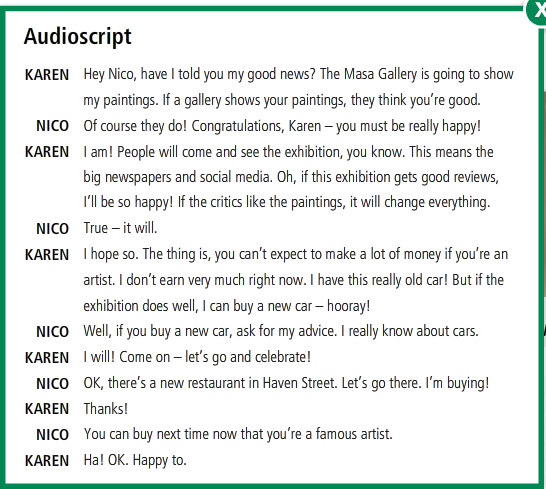 X
Audioscript
KAREN Hey Nico, have I told you my good news? The Masa Gallery is going to show
my paintings. If a gallery shows your paintings, they think you’re good.
NICO Of course they do! Congratulations, Karen – you must be really happy!
KAREN I am! People will come and see the exhibition, you know. This means the
big newspapers and social media. Oh, if this exhibition gets good reviews,
I’ll be so happy! If the critics like the paintings, it will change everything.
NICO True – it will.
KAREN I hope so. The thing is, you can’t expect to make a lot of money if you’re an
artist. I don’t earn very much right now. I have this really old car! But if the
exhibition does well, I can buy a new car – hooray!
NICO Well, if you buy a new car, ask for my advice. I really know about cars.
KAREN I will! Come on – let’s go and celebrate!
NICO OK, there’s a new restaurant in Haven Street. Let’s go there. I’m buying!
KAREN Thanks!
NICO You can buy next time now that you’re a famous artist.
KAREN Ha! OK. Happy to.